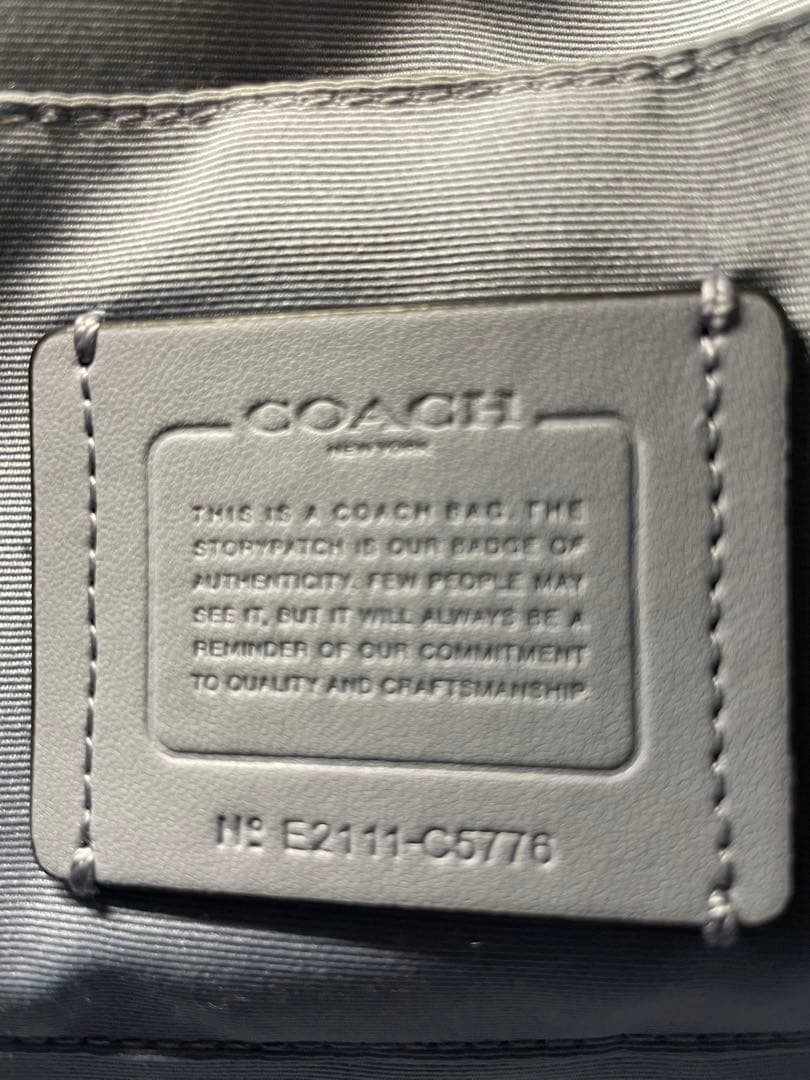 COACH
NEW YORK
THIS IS A COACH BAG. THE
STORYPATCH IS OUR BADGE OF
AUTHENTICITY. FEW PEOPLE MAY
SEE IT, BUT IT WILL ALWAYS BE A
REMINDER OF OUR COMMITMENT
TO QUALITY AND CRAFTSMANSHIP.
Nº E2111-C5776